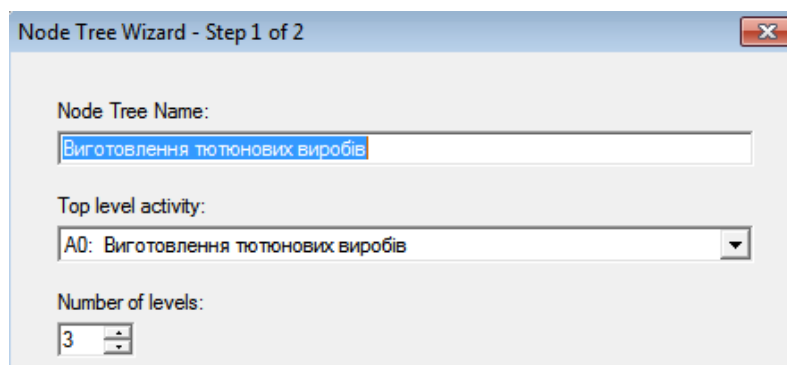 Node Tree Wizard - Step 1 of 2
Node Tree Name:
Виготовлення тютюнових виробів
Top level activity:
A0: Виготовлення тютюнових виробів
Number of levels:
3